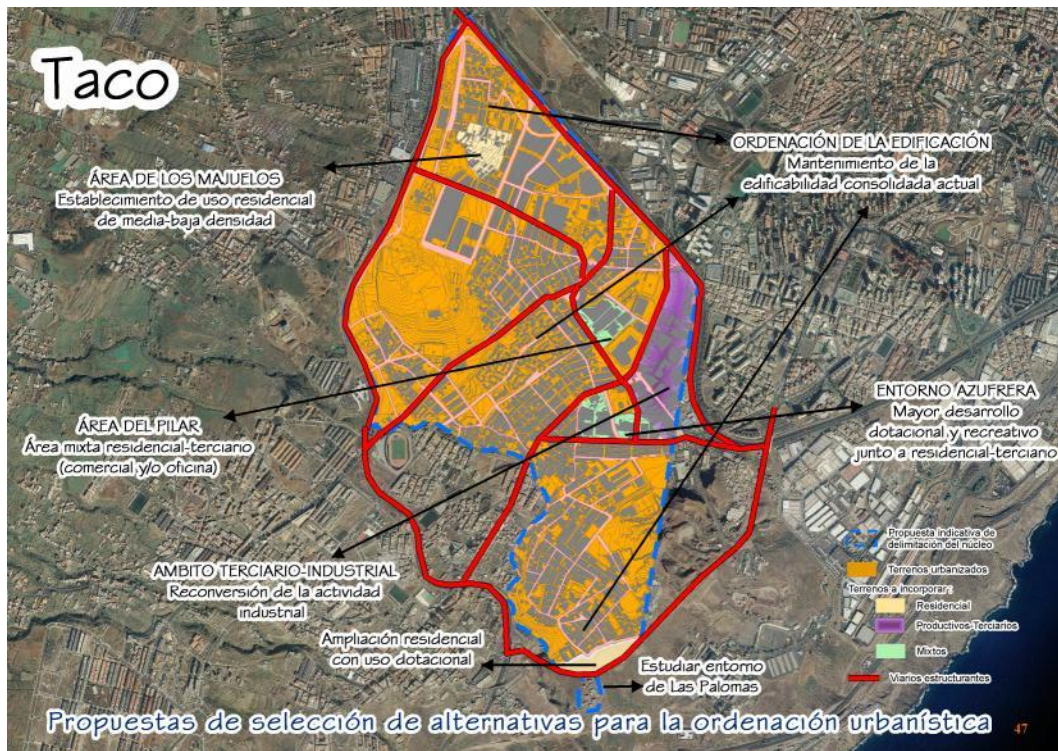 Taco
ORDENACIÓN DE LA EDIFICACIÓN
Mantenimiento de la
edificabilidad consolidada actual
ÁREA DE LOS MAJUELOS
Establecimiento de uso residencial
de media-baja densidad
ÁREA DEL PILAR
Área mixta residencial-terciario
(comercial y/o oficina)
ENTORNO AZUFRERA
Mayor desarrollo
dotacional y recreativo
junto a residencial-terciario
AMBITO TERCIARIO-INDUSTRIAL
Reconversión de la actividad
industrial
Ampliación residencial
con uso dotacional
Estudiar entorno
de Las Palomas
Propuesta indicativa de
delimitación del núcleo
Terrenos urbanizados
Terrenos a incorporar:
Residencial
Productivos-Terciarios
Mixtos
Viarios estructurantes
Propuestas de selección de alternativas para la ordenación urbanística
47